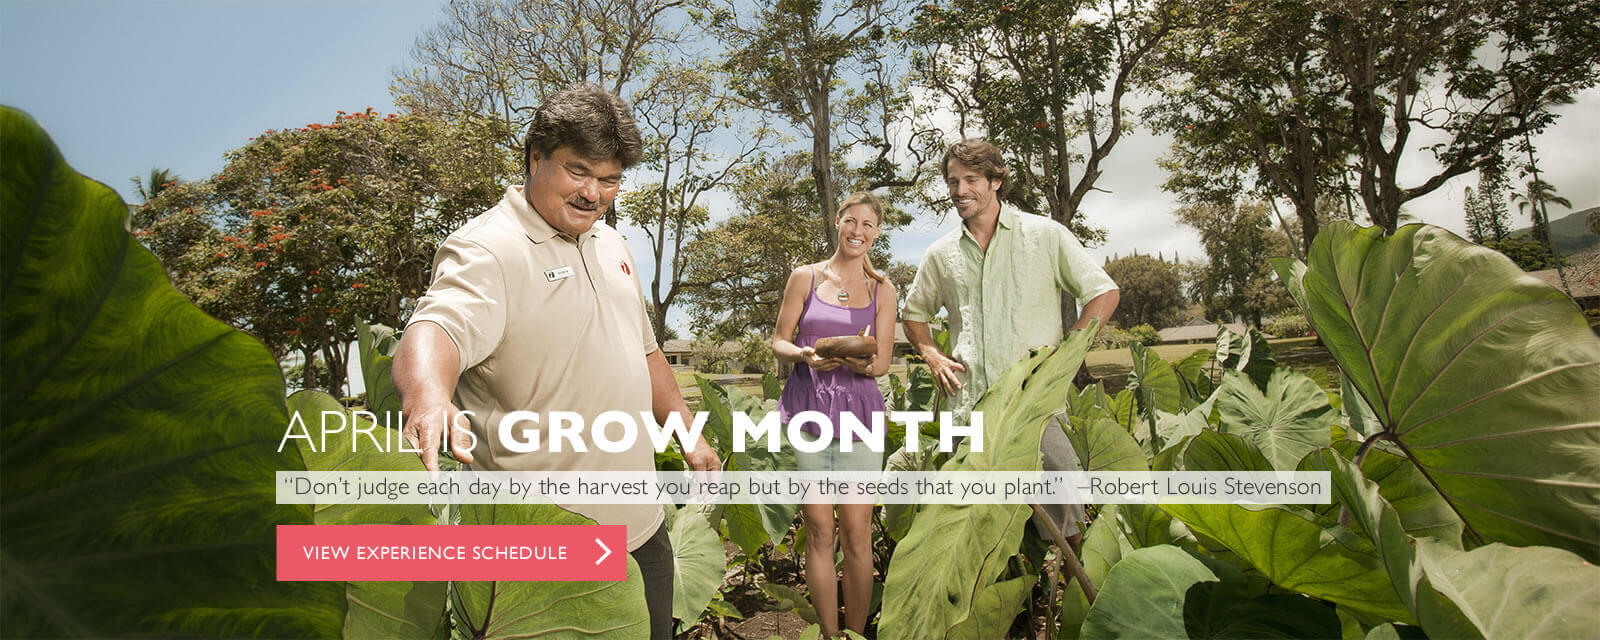 APRIL IS GROW MONTH
“Don’t judge each day by the harvest you reap but by the seeds that you plant.” –Robert Louis Stevenson
VIEW EXPERIENCE SCHEDULE